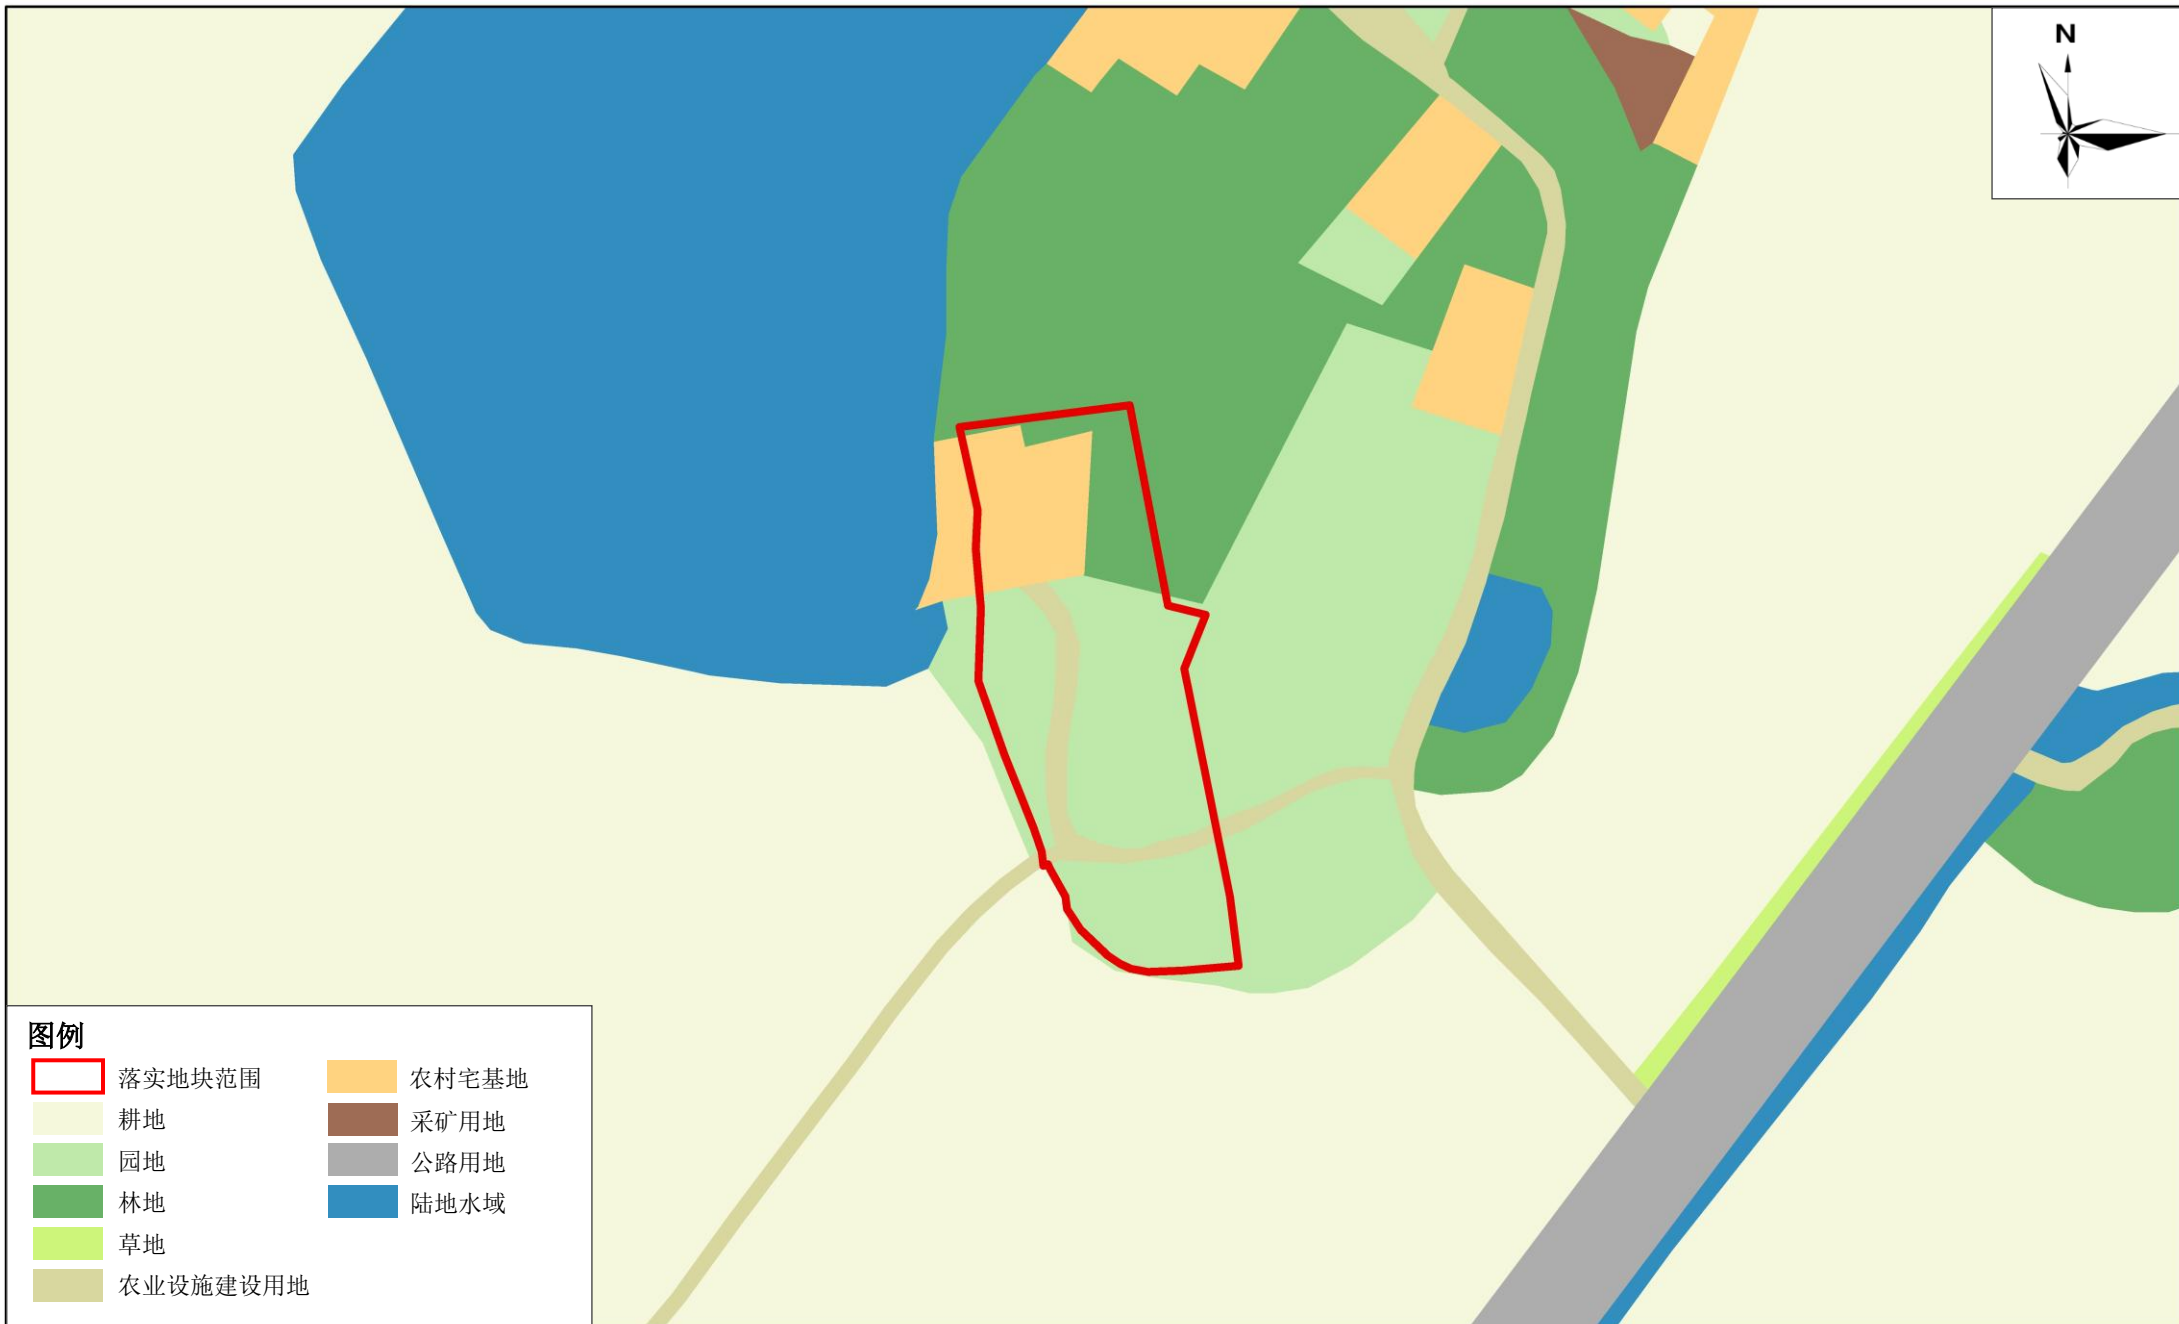 N
图例
落实地块范围
耕地
园地
林地
草地
农业设施建设用地
农村宅基地
采矿用地
公路用地
陆地水域